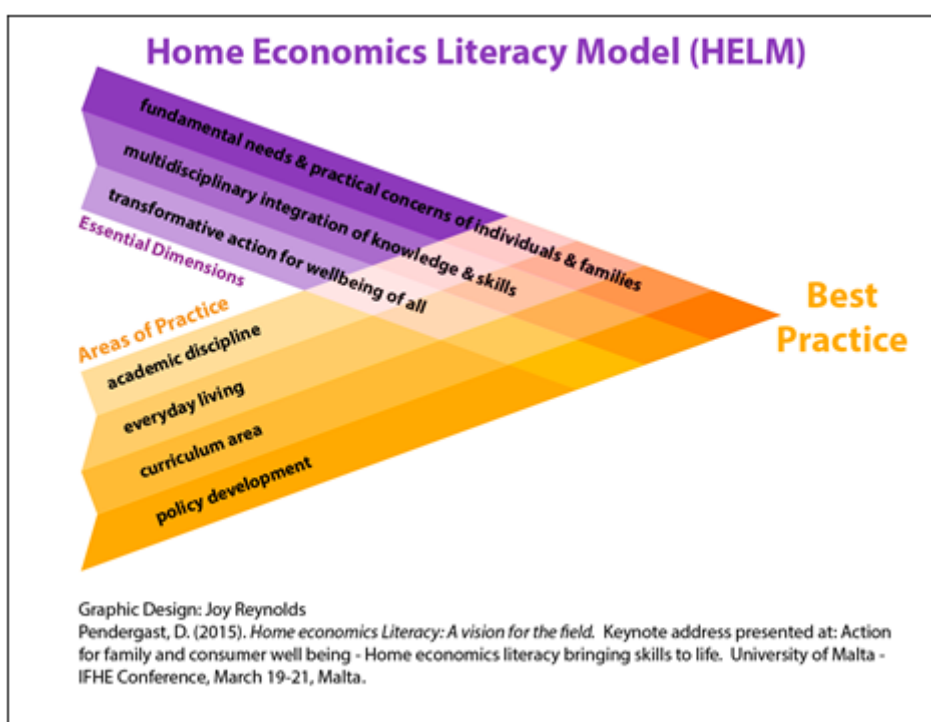 Home Economics Literacy Model (HELM)
fundamental needs & practical concerns of individuals & families
multidisciplinary integration of knowledge & skills
transformative action for wellbeing of all
Essential Dimensions
Areas of Practice
academic discipline
everyday living
curriculum area
policy development
Best
Practice
Graphic Design: Joy Reynolds
Pendergast, D. (2015). Home economics Literacy: A vision for the field. Keynote address presented at: Action
for family and consumer well being - Home economics literacy bringing skills to life. University of Malta -
IFHE Conference, March 19-21, Malta.